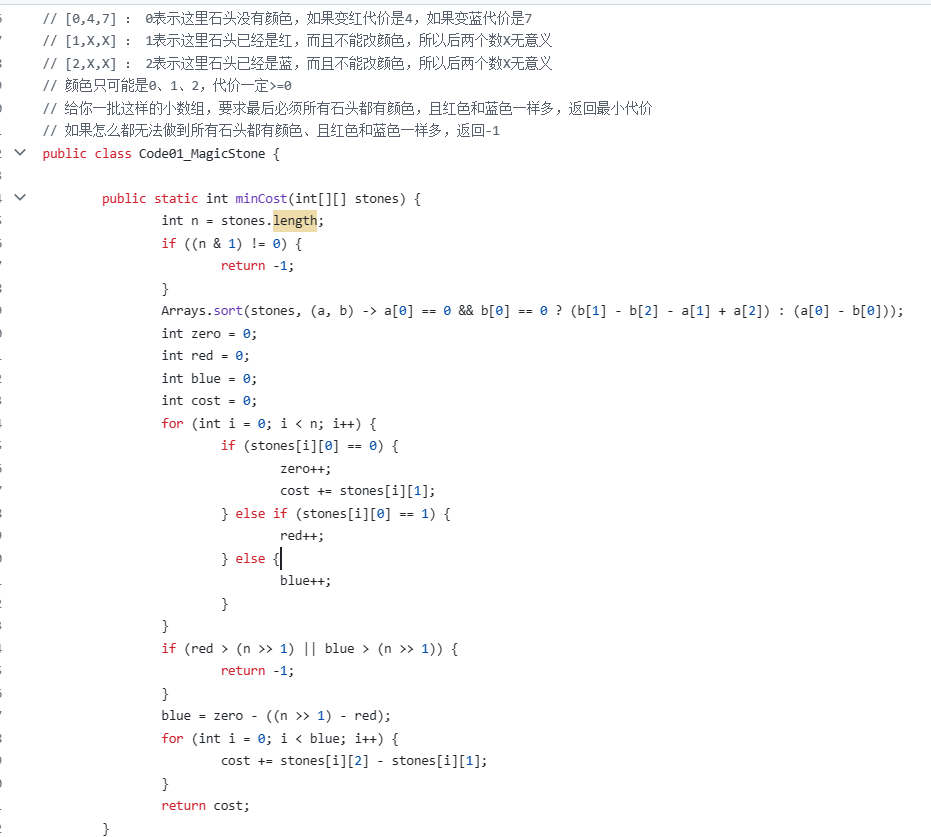 // [0,4,7] : 0表示这里石头没有颜色，如果变红代价是4，如果变蓝代价是7
// [1,X,X] : 1表示这里石头已经是红，而且不能改颜色，所以后两个数X无意义
// [2,X,X] : 2表示这里石头已经是蓝，而且不能改颜色，所以后两个数X无意义
// 颜色只可能是0、1、2，代价一定>=0
// 给你一批这样的小数组，要求最后必须所有石头都有颜色，且红色和蓝色一样多，返回最小代价
// 如果怎么都无法做到所有石头都有颜色、且红色和蓝色一样多，返回-1
public class Code01_MagicStone {
public static int minCost(int[][] stones) {
int n = stones.length;
if ((n & 1) != 0) {
return -1;
}
Arrays.sort(stones, (a, b) -> a[0] == 0 && b[0] == 0 ? (b[1] - b[2] - a[1] + a[2]) : (a[0] - b[0]));
int zero = 0;
int red = 0;
int blue = 0;
int cost = 0;
for (int i = 0; i < n; i++) {
if (stones[i][0] == 0) {
zero++;
cost += stones[i][1];
} else if (stones[i][0] == 1) {
red++;
} else {
blue++;
}
}
if (red > (n >> 1) || blue > (n >> 1)) {
return -1;
}
blue = zero - ((n >> 1) - red);
for (int i = 0; i < blue; i++) {
cost += stones[i][2] - stones[i][1];
}
return cost;
}